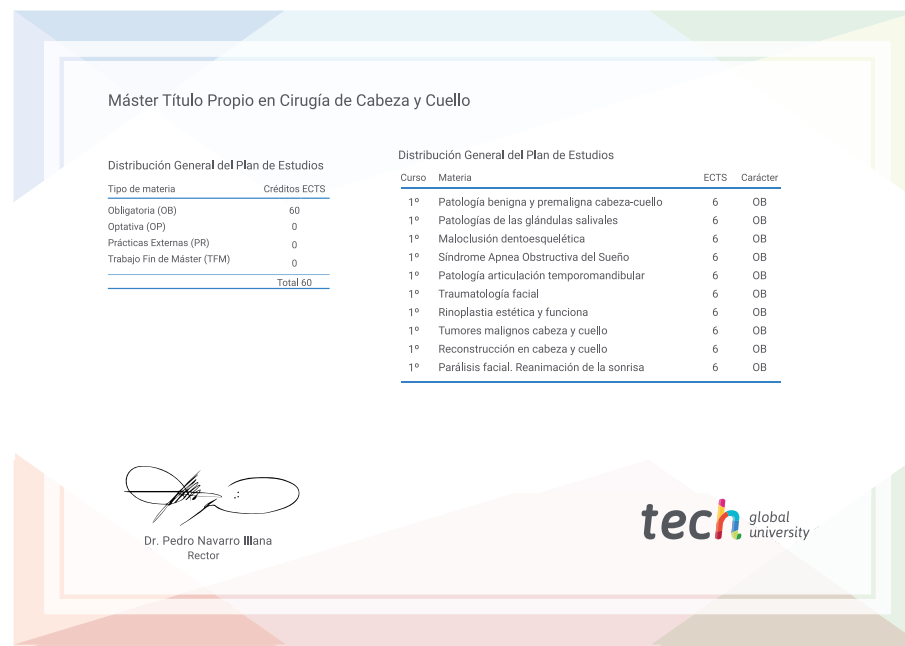 Máster Título Propio en Cirugía de Cabeza y Cuello
Distribución General del Plan de Estudios
Tipo de materia Créditos ECTS
Obligatoria (OB) 60
Optativa (OP) 0
Prácticas Externas (PR) 0
Trabajo Fin de Máster (TFM) 0
Total 60
Distribución General del Plan de Estudios
Curso Materia ECTS Carácter
1º Patología benigna y premaligna cabeza-cuello 6 OB
1º Patologías de las glándulas salivales 6 OB
1º Maloclusión dentoesquelética 6 OB
1º Síndrome Apnea Obstructiva del Sueño 6 OB
1º Patología articulación temporomandibular 6 OB
1º Traumatología facial 6 OB
1º Rinoplastia estética y funciona 6 OB
1º Tumores malignos cabeza y cuello 6 OB
1º Reconstrucción en cabeza y cuello 6 OB
1º Parálisis facial. Reanimación de la sonrisa 6 OB
Dr. Pedro Navarro Illana
Rector
tech global
university